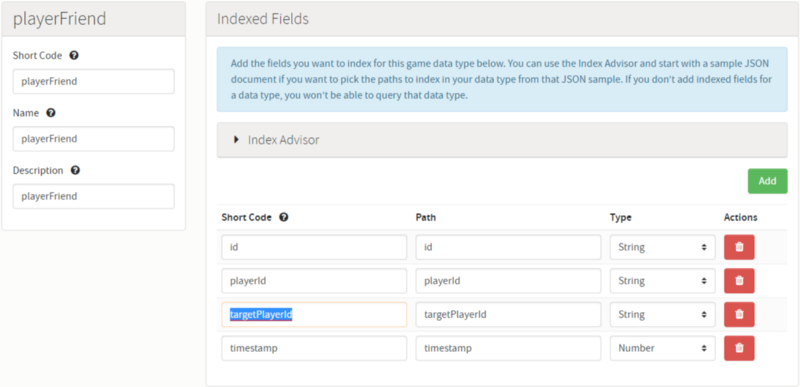 playerFriend
Short Code
playerFriend
Name
playerFriend
Description
playerFriend
Indexed Fields
Add the fields you want to index for this game data type below. You can use the Index Advisor and start with a sample JSON
document if you want to pick the paths to index in your data type from that JSON sample. If you don't add indexed fields for
a data type, you won't be able to query that data type.
Index Advisor
Add
Short Code Path Type Actions
id id String
playerId playerId String
targetPlayerId targetPlayerId String
timestamp timestamp Number